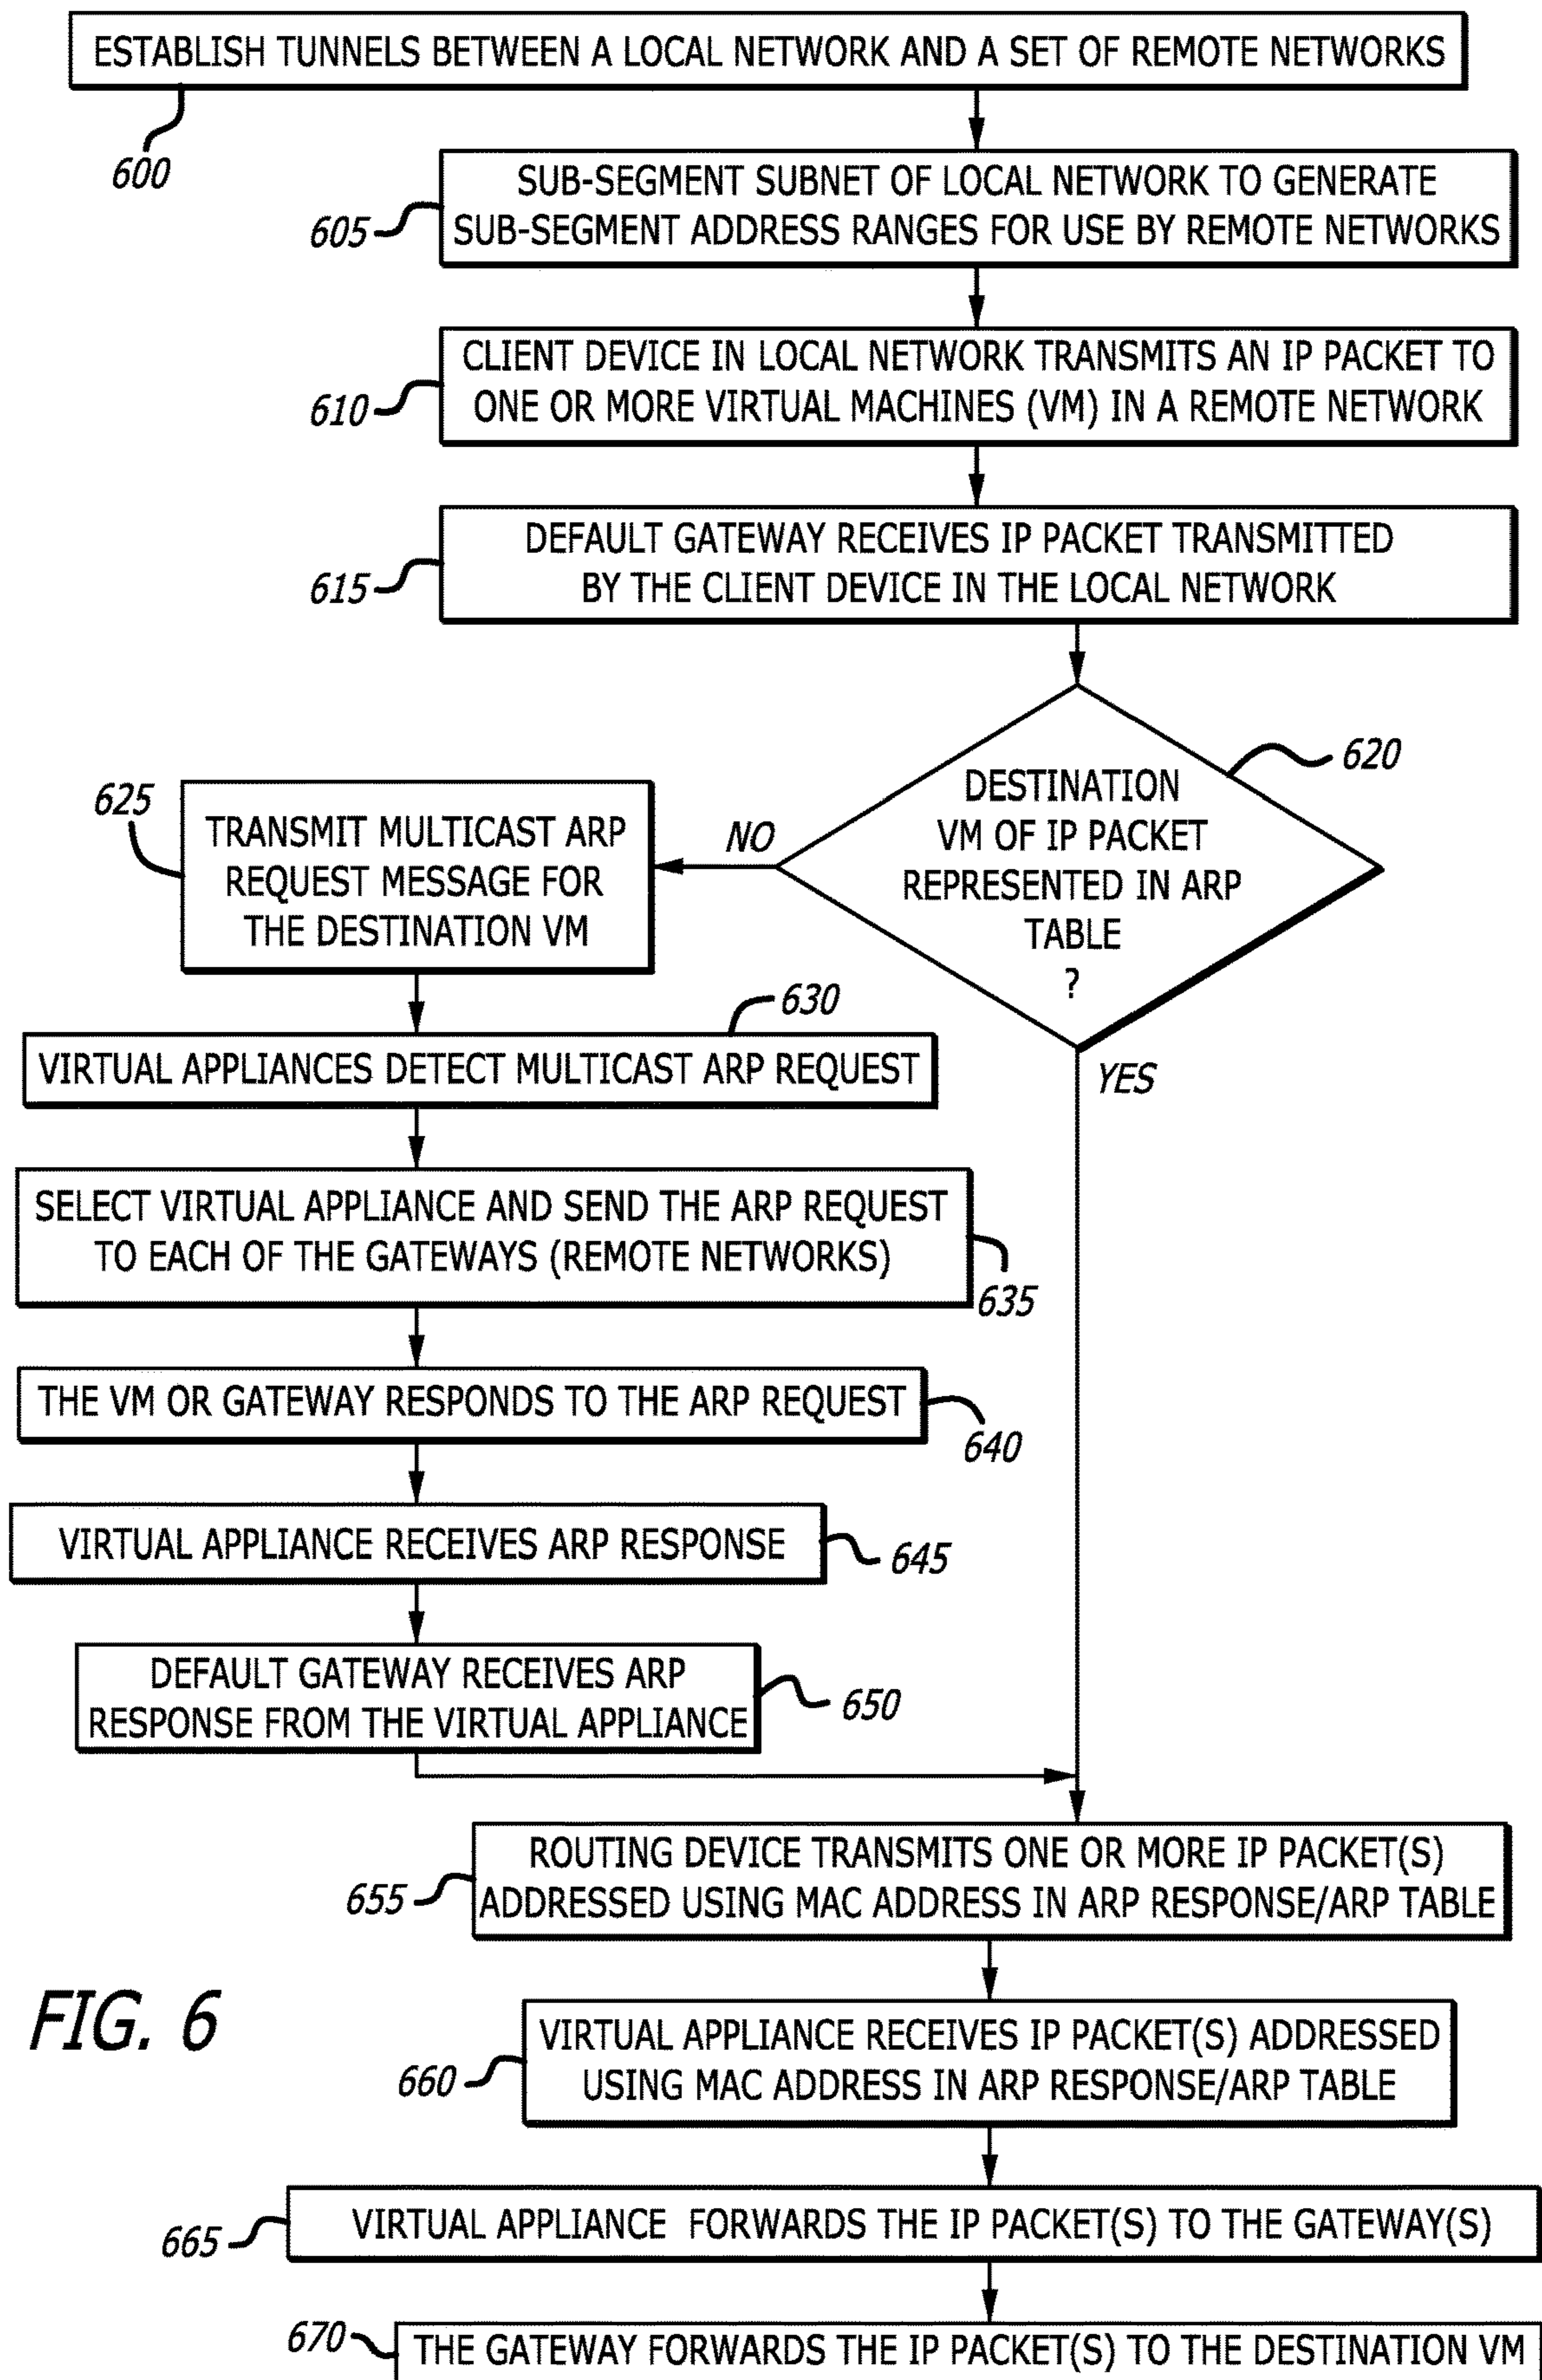 ESTABLISH TUNNELS BETWEEN A LOCAL NETWORK AND A SET OF REMOTE NETWORKS
600
SUB-SEGMENT SUBNET OF LOCAL NETWORK TO GENERATE
SUB-SEGMENT ADDRESS RANGES FOR USE BY REMOTE NETWORKS
605
CLIENT DEVICE IN LOCAL NETWORK TRANSMITS AN IP PACKET TO
ONE OR MORE VIRTUAL MACHINES (VM) IN A REMOTE NETWORK
610
DEFAULT GATEWAY RECEIVES IP PACKET TRANSMITTED
BY THE CLIENT DEVICE IN THE LOCAL NETWORK
615
DESTINATION
VM OF IP PACKET
REPRESENTED IN ARP
TABLE
?
620
NO
YES
625
TRANSMIT MULTICAST ARP
REQUEST MESSAGE FOR
THE DESTINATION VM
630
VIRTUAL APPLIANCES DETECT MULTICAST ARP REQUEST
SELECT VIRTUAL APPLIANCE AND SEND THE ARP REQUEST
TO EACH OF THE GATEWAYS (REMOTE NETWORKS)
635
THE VM OR GATEWAY RESPONDS TO THE ARP REQUEST
640
VIRTUAL APPLIANCE RECEIVES ARP RESPONSE
645
DEFAULT GATEWAY RECEIVES ARP
RESPONSE FROM THE VIRTUAL APPLIANCE
650
ROUTING DEVICE TRANSMITS ONE OR MORE IP PACKET(S)
ADDRESSED USING MAC ADDRESS IN ARP RESPONSE/ARP TABLE
655
FIG. 6
VIRTUAL APPLIANCE RECEIVES IP PACKET(S) ADDRESSED
USING MAC ADDRESS IN ARP RESPONSE/ARP TABLE
660
VIRTUAL APPLIANCE FORWARDS THE IP PACKET(S) TO THE GATEWAY(S)
665
670
THE GATEWAY FORWARDS THE IP PACKET(S) TO THE DESTINATION VM